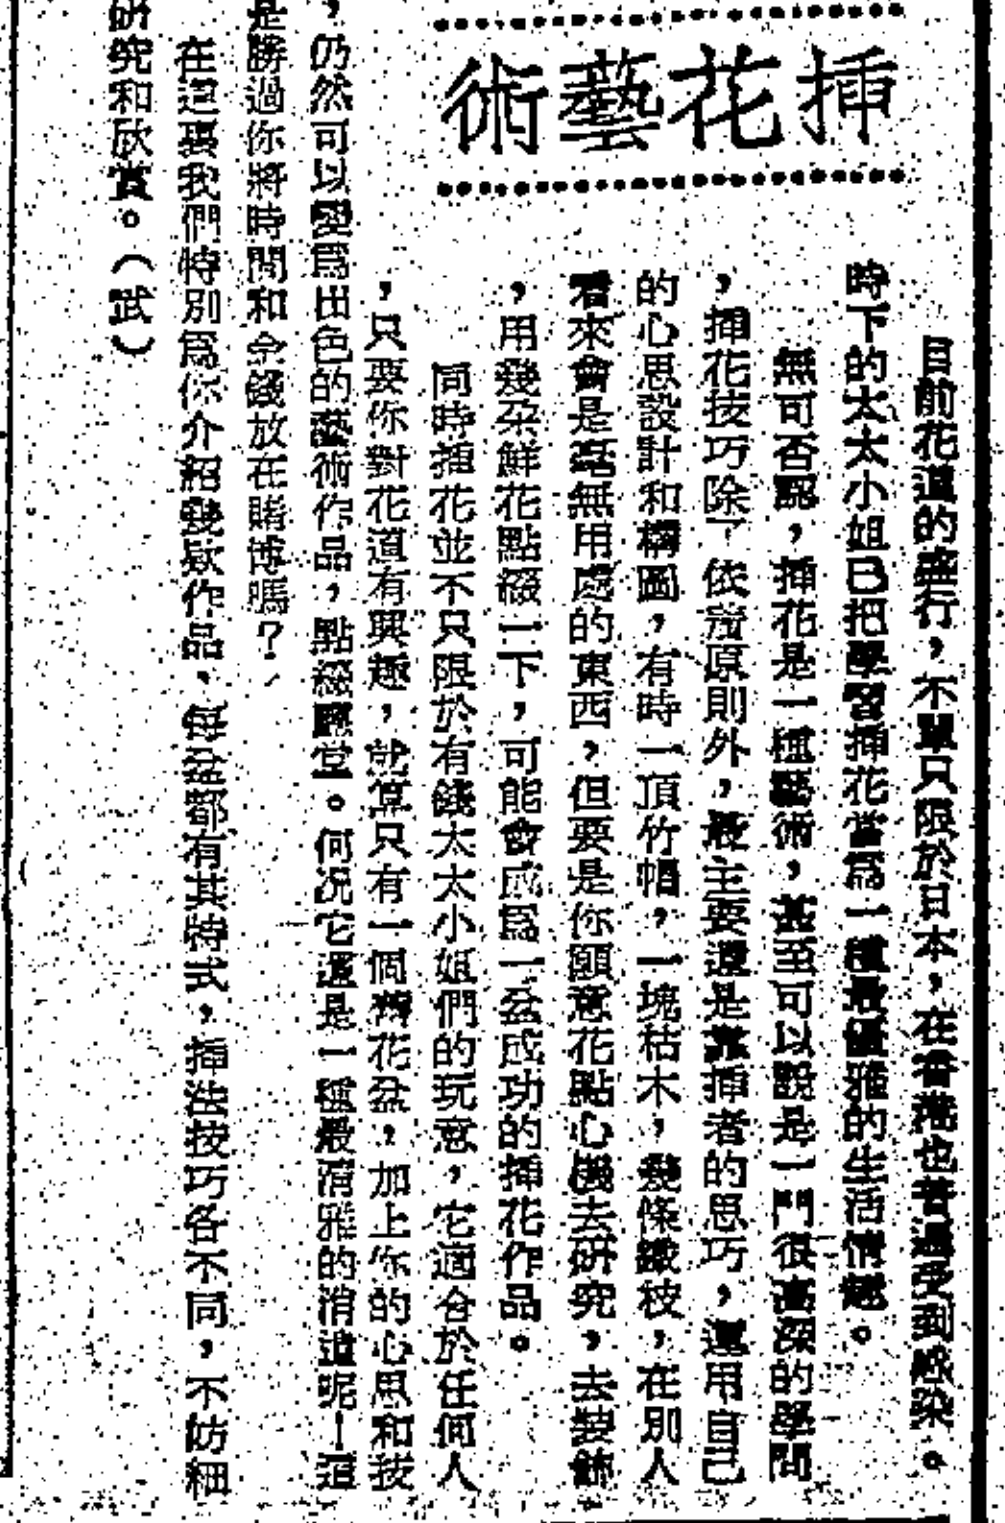 插花藝術
目前花道的盛行，不單只限於日本，在香港也普遍受到感染。
時下的太太小姐已把學習插花當爲一種最優雅的生活情趣。
無可否認，插花是一種藝術，甚至可以說是一門很高深的學問
，插花技巧除了依着原則外，最主要還是靠插者的思巧，運用自己
的心思設計和構圖，有時一頂竹帽，一塊枯木，幾條鐵枝，在別人
看來會是毫無用處的東西，但要是你願意花點心機去研究，去裝飾
，用幾朶鮮花點綴一下，可能會成爲一盆成功的插花作品。
同時插花並不只限於有錢太太小姐們的玩意，它適合於任何人
，只要你對花道有興趣，就算只有一個舊花盆，加上你的心思和技
，仍然可以變爲出色的藝術作品，點綴廳堂。何況它還是一種最清雅的消遣呢！這
是勝過你將時間和金錢放在賭博嗎？
在這裏我們特別爲你介紹幾款作品，每盆都有其特式，插法技巧各不同，不妨細
研究和欣賞。（武）